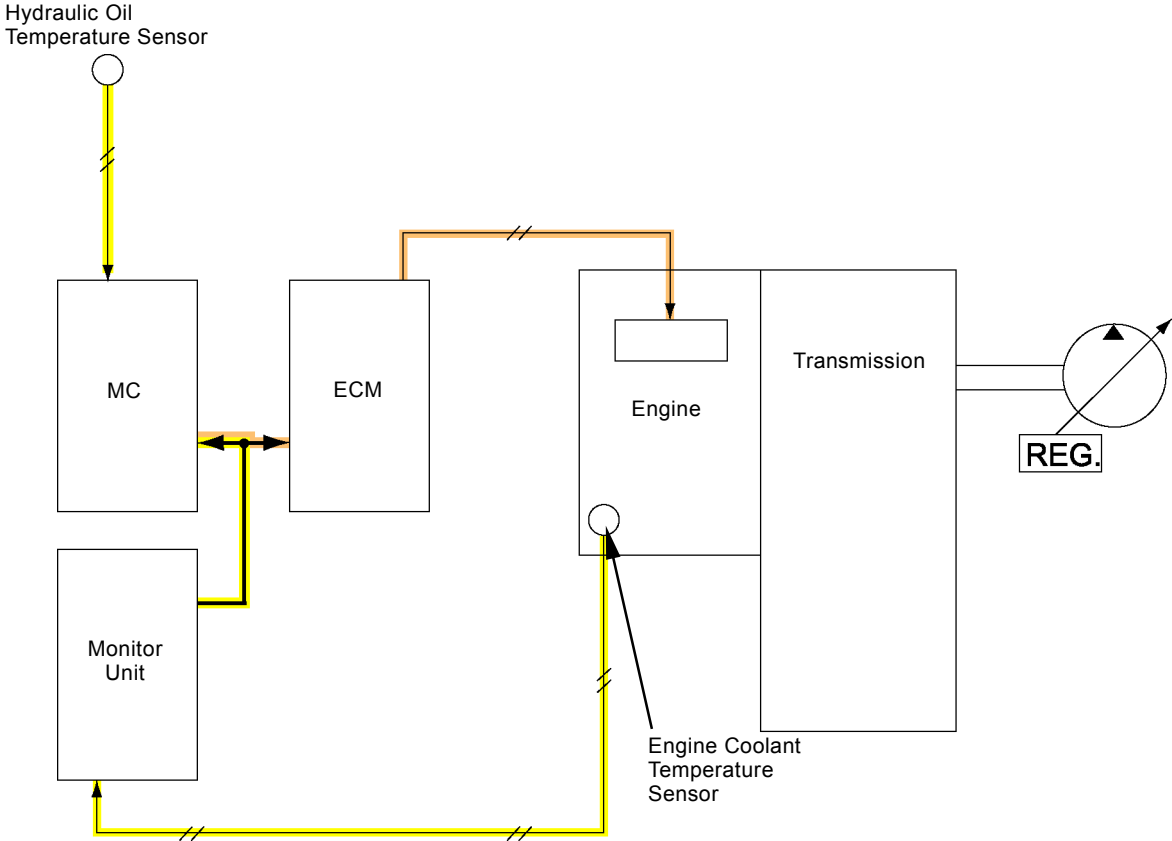 Hydraulic Oil
Temperature Sensor
MC
ECM
Engine
Transmission
REG.
Monitor
Unit
Engine Coolant
Temperature
Sensor